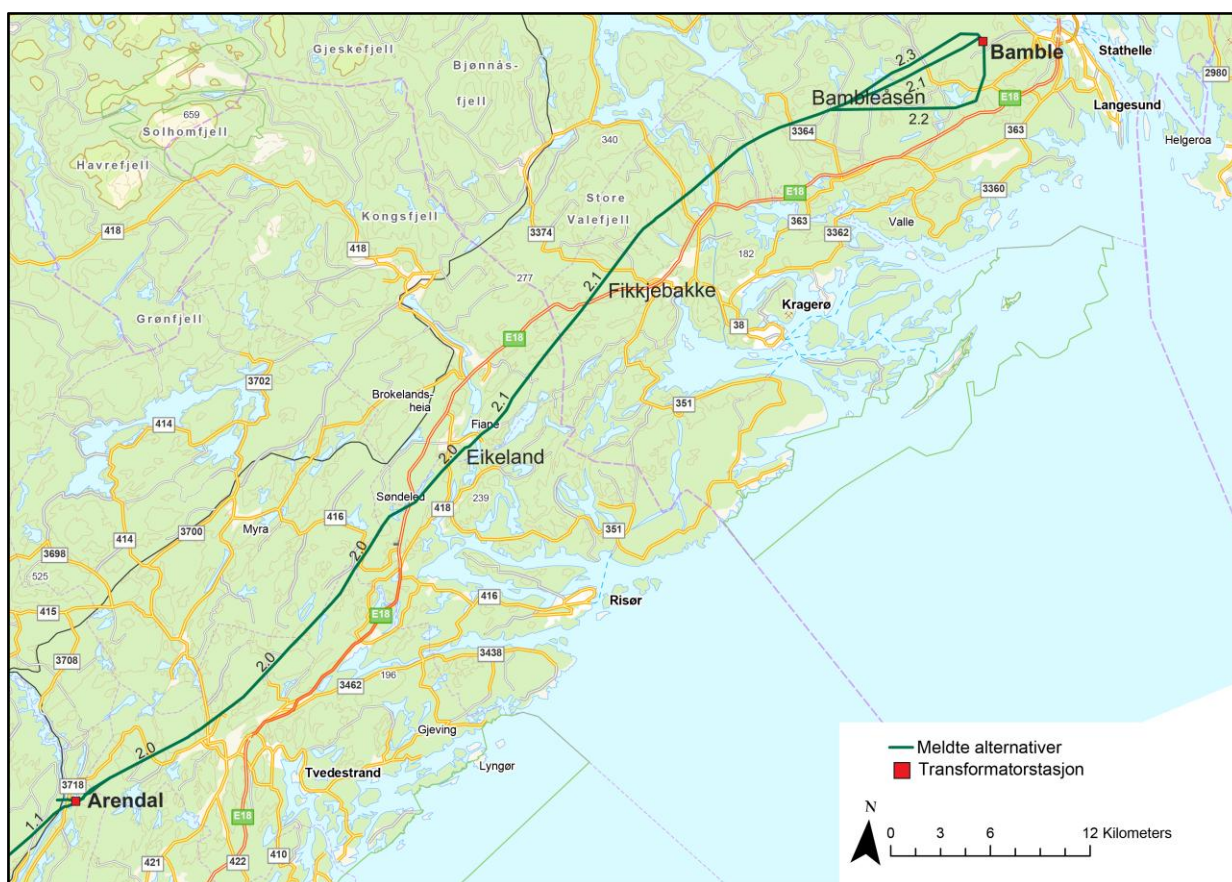 Gjeskefjell
Bjønnås-
fjell
659
Solhomfjell
Havrefjell
418
Kongsfjell
418
Grønfjell
340
Store
Valefjell
3374
277
2.3
2.1
2.2
Bamble
Bambleåsen
Stathelle
2980
Langesund
Helgeroa
E18
363
3364
E18
3360
363
Valle
3362
182
2.1
Fikkjebakke
Kragerø
38
E18
3702
414
Brokelands-
heia
2.1
351
Fiane
2.0
Eikeland
Søndeled
418
239
3700
416
Myra
414
3698
525
2.0
351
415
416
Risør
E18
3708
2.0
3438
196
3462
Gjeving
2.0
Tvedestrand
Lyngør
3718
Arendal
1.1
E18
421
422
410
Meldte alternativer
Transformatorstasjon
N
0 3 6 12 Kilometers